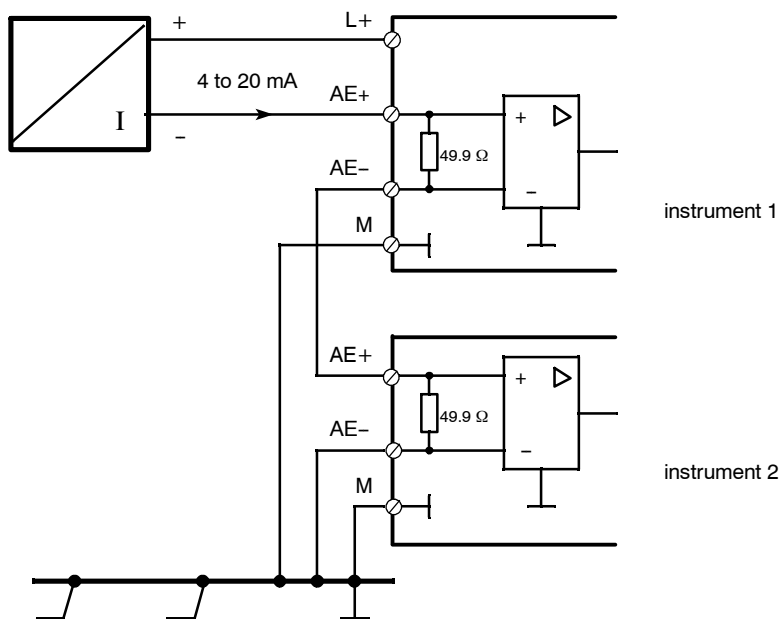 +
L+
4 to 20 mA
AE+
I
–
+
49.9 Ω
AE–
–
M
instrument 1
AE+
+
49.9 Ω
AE–
–
M
instrument 2